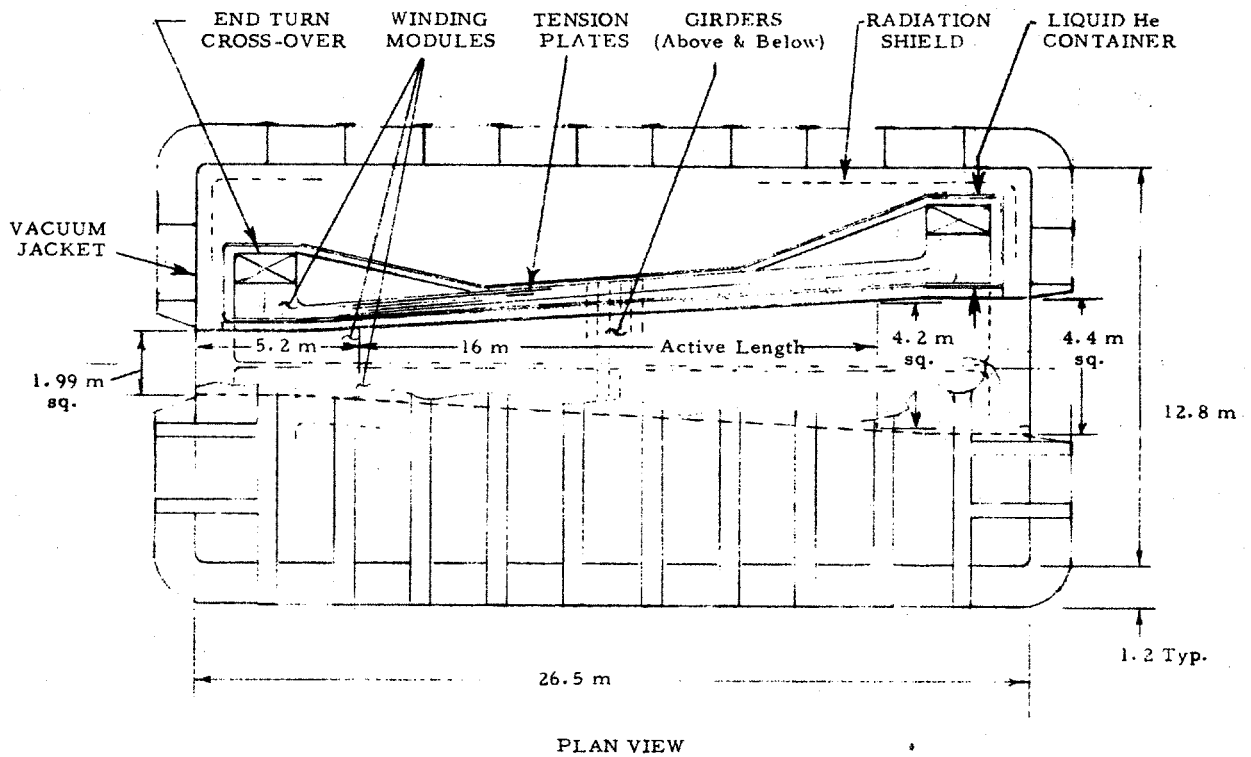 END TURN
CROSS-OVER
WINDING
MODULES
TENSION
PLATES
GIRDERS
(Above & Below)
RADIATION
SHIELD
LIQUID He
CONTAINER
VACUUM
JACKET
5.2 m
16 m
Active Length
4.2 m
sq.
4.4 m
sq.
1.99 m
sq.
12.8 m
1.2 Typ.
26.5 m
PLAN VIEW